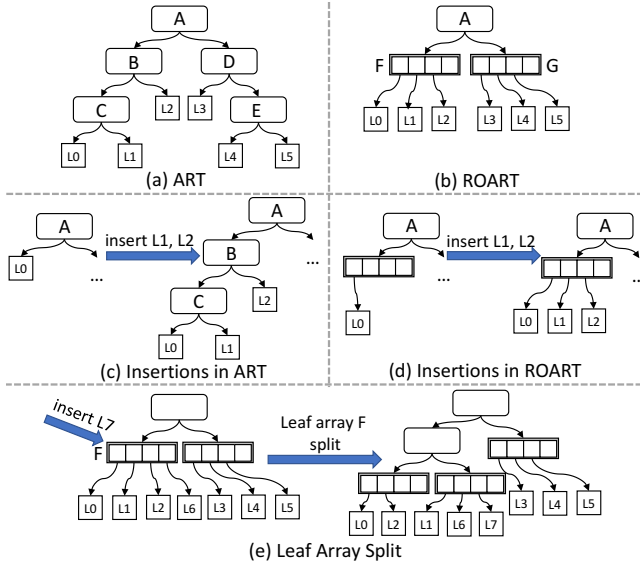 A
B D
C L2 L3 E
L0 L1 L4 L5
(a) ART
A
F G
L0 L1 L2 L3 L4 L5
(b) ROART
A
L0
...
insert L1, L2
A
B
...
C L2
L0 L1
(c) Insertions in ART
A
...
L0
insert L1, L2
A
...
L0 L1 L2
(d) Insertions in ROART
insert L7
F
L0 L1 L2 L6 L3 L4 L5
Leaf array F
split
L3 L4 L5
L0 L2 L1 L6 L7
(e) Leaf Array Split